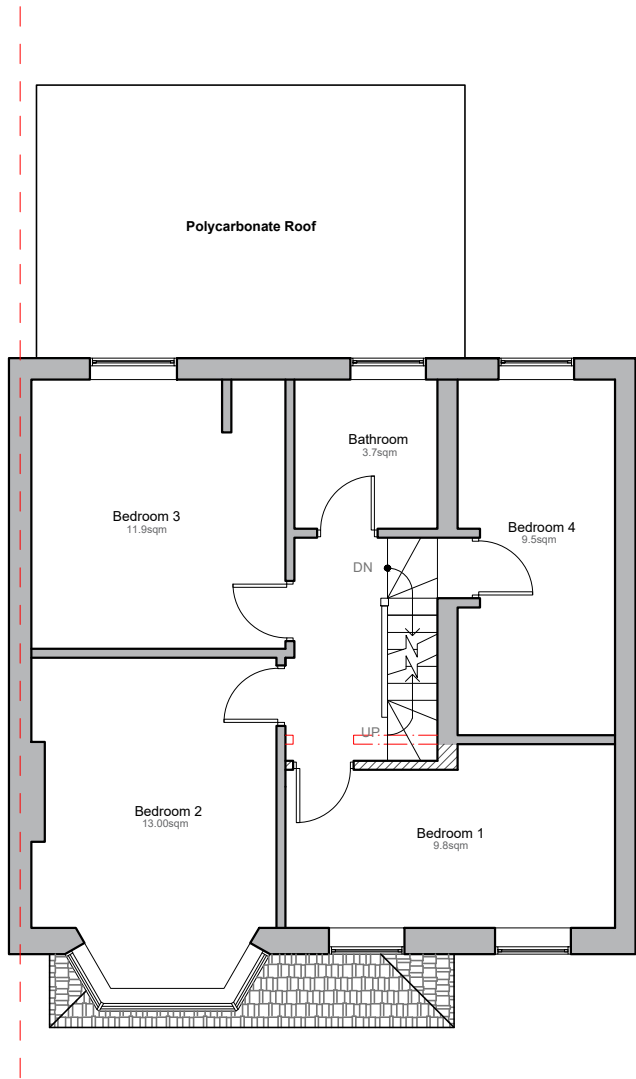 Polycarbonate Roof
Bathroom
3.7sqm
Bedroom 3
11.9sqm
Bedroom 4
9.5sqm
DN
UP
Bedroom 2
13.00sqm
Bedroom 1
9.8sqm